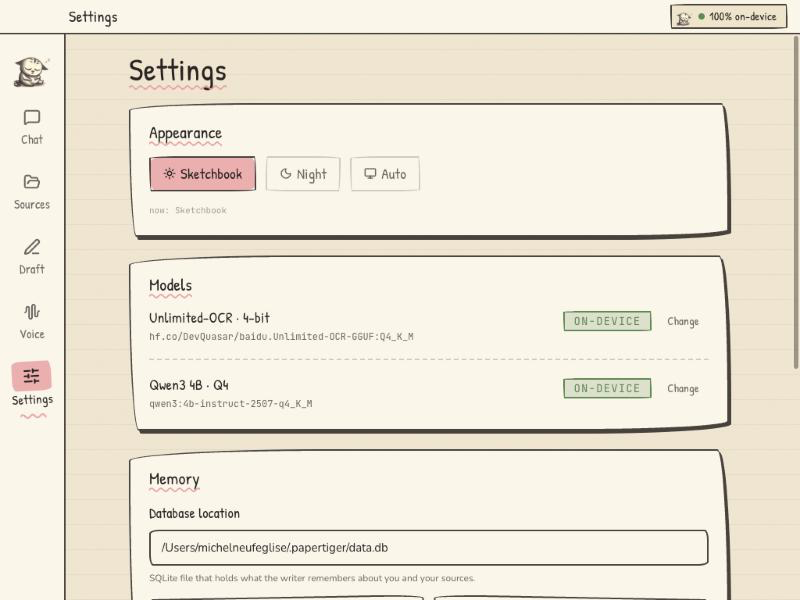 Settings
100% on-device
Chat
Sources
Draft
Voice
Settings
Settings
Appearance
Sketchbook
Night
Auto
now: Sketchbook
Models
Unlimited-OCR · 4-bit
hf.co/DevQuasar/baidu.Unlimited-OCR-GGUF:Q4_K_M
ON-DEVICE
Change
Qwen3 4B · Q4
qwen3:4b-instruct-2507-q4_K_M
ON-DEVICE
Change
Memory
Database location
/Users/michelneufeglise/.papertiger/data.db
SQLite file that holds what the writer remembers about you and your sources.